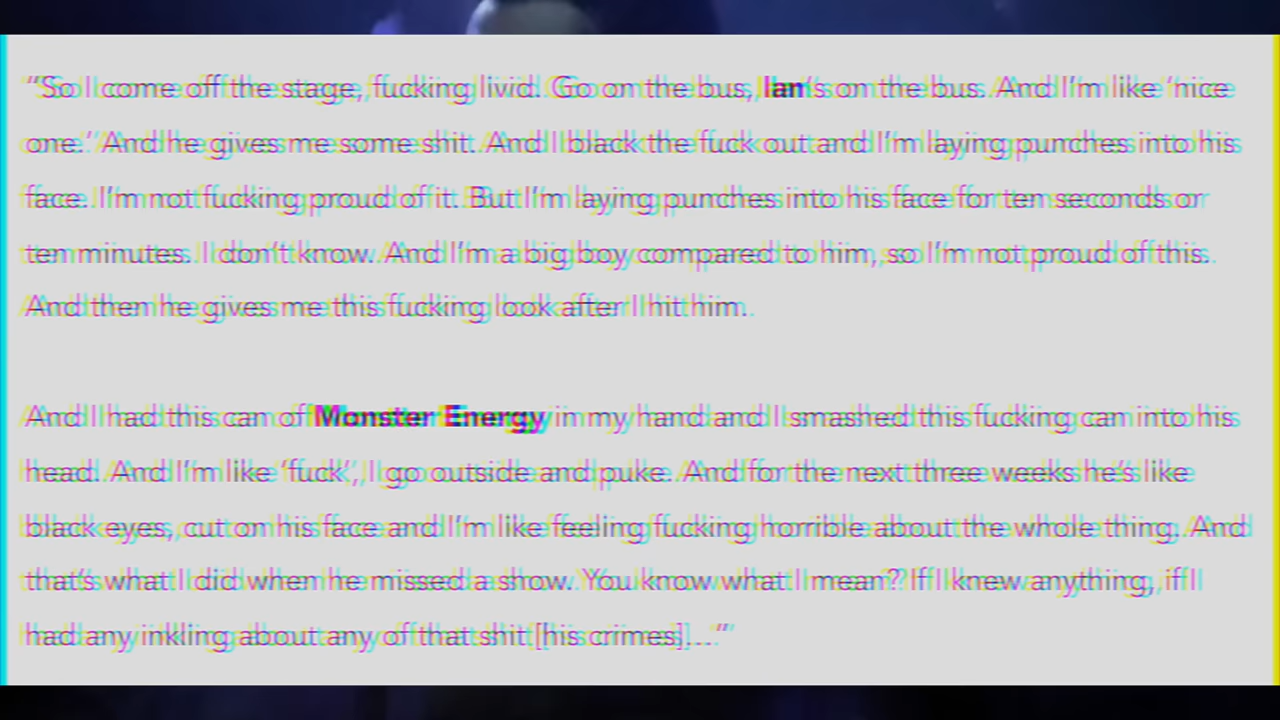 “So I come off the stage, fucking livid. Go on the bus, Ian’s on the bus. And I’m like ‘nice
one.’ And he gives me some shit. And I black the fuck out and I’m laying punches into his
face. I’m not fucking proud of it. But I’m laying punches into his face for ten seconds or
ten minutes. I don’t know. And I’m a big boy compared to him, so I’m not proud of this.
And then he gives me this fucking look after I hit him.
And I had this can of Monster Energy in my hand and I smashed this fucking can into his
head. And I’m like ‘fuck’, I go outside and puke. And for the next three weeks he’s like
black eyes, cut on his face and I’m like feeling fucking horrible about the whole thing. And
that’s what I did when he missed a show. You know what I mean? If I knew anything, if I
had any inkling about any of that shit [his crimes]…”